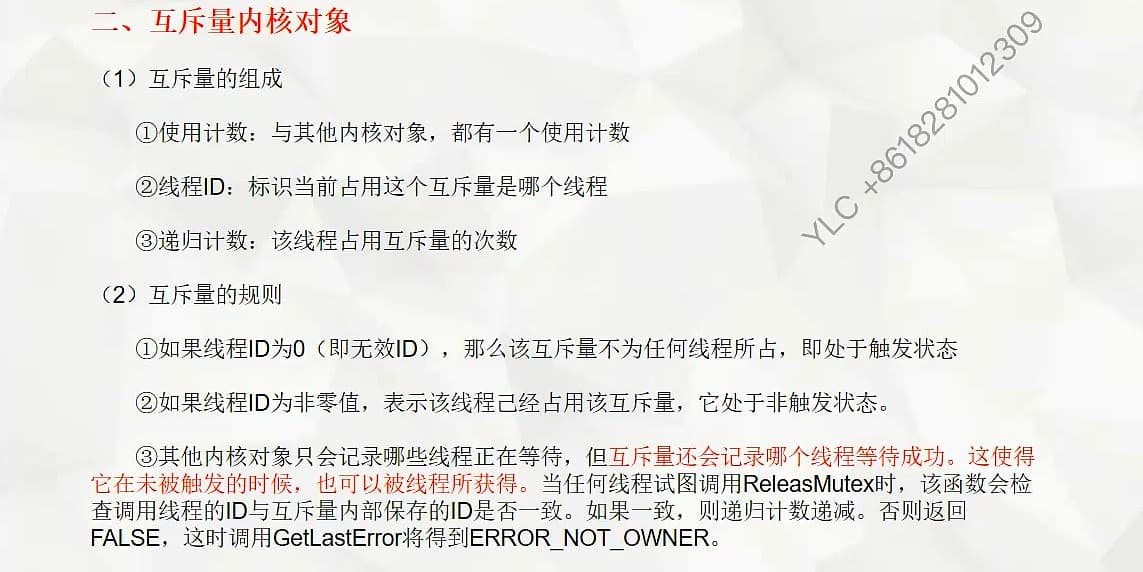 二、互斥量内核对象
（1）互斥量的组成
①使用计数：与其他内核对象，都有一个使用计数
②线程ID：标识当前占用这个互斥量是哪个线程
③递归计数：该线程占用互斥量的次数
（2）互斥量的规则
①如果线程ID为0（即无效ID），那么该互斥量不为任何线程所占，即处于触发状态
②如果线程ID为非零值，表示该线程己经占用该互斥量，它处于非触发状态。
③其他内核对象只会记录哪些线程正在等待，但互斥量还会记录哪个线程等待成功。这使得
它在未被触发的时候，也可以被线程所获得。当任何线程试图调用ReleasMutex时，该函数会检
查调用线程的ID与互斥量内部保存的ID是否一致。如果一致，则递归计数递减。否则返回
FALSE，这时调用GetLastError将得到ERROR_NOT_OWNER。
YLC +8618281012309